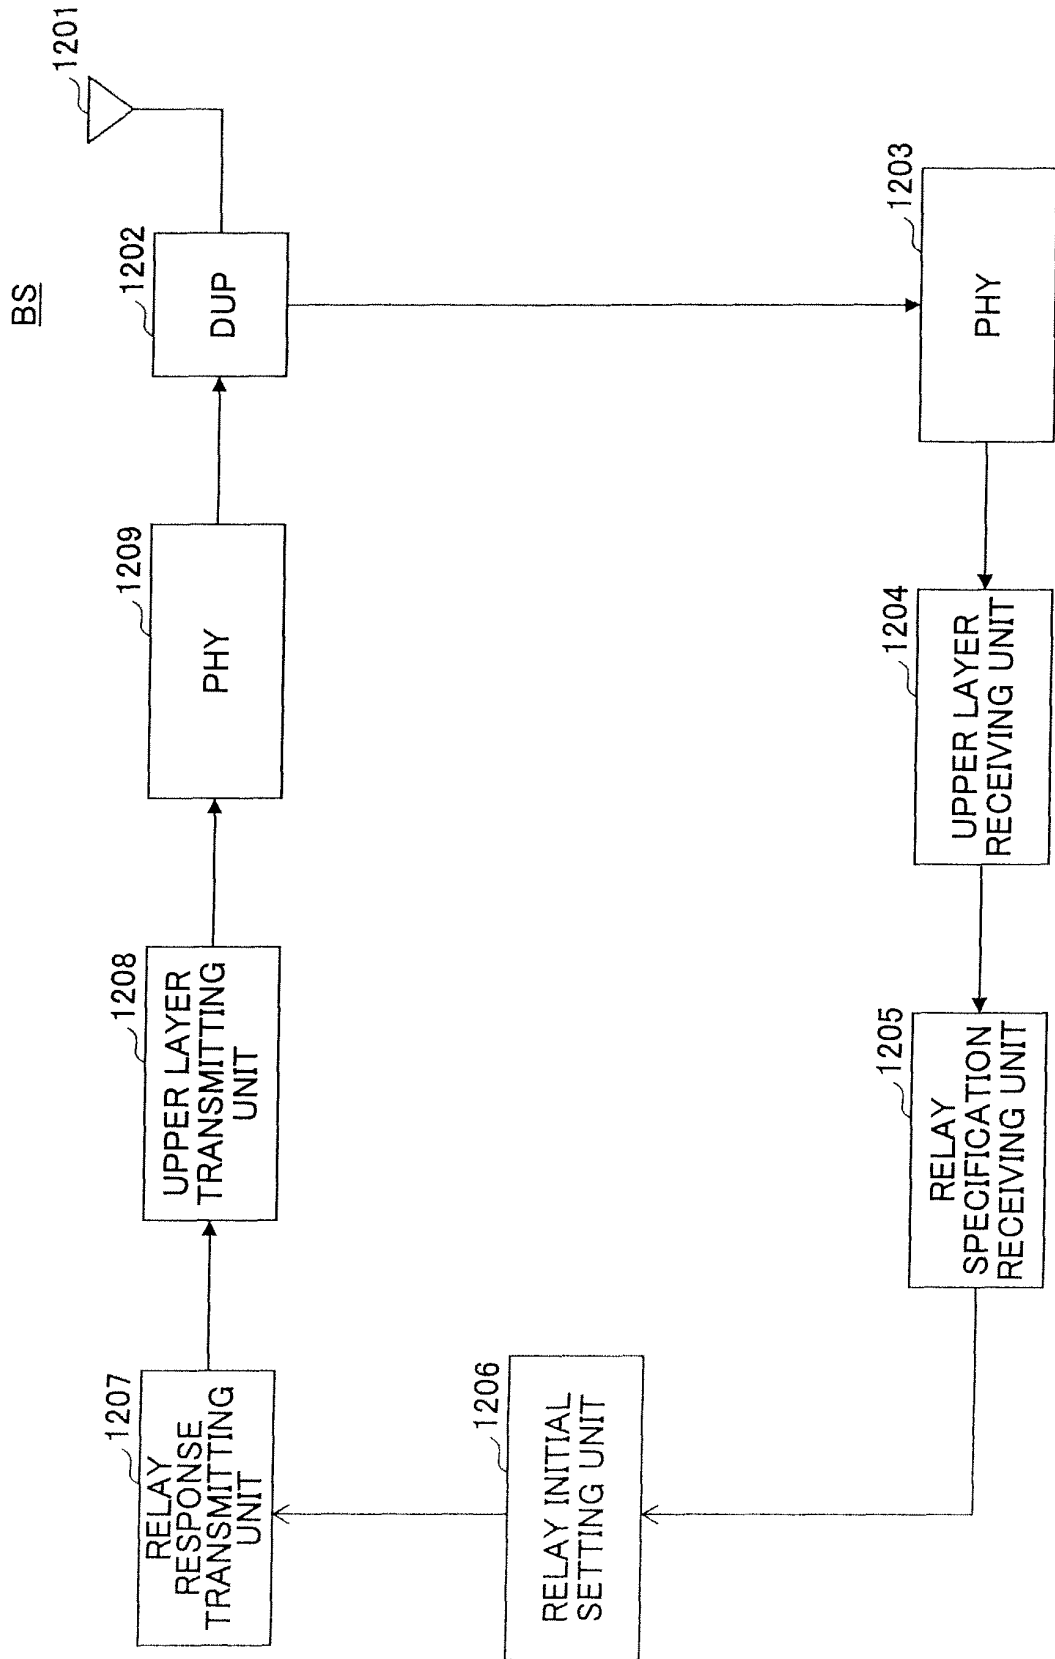 BS
1201
1202
DUP
1203
PHY
1204
UPPER LAYER
RECEIVING UNIT
1205
RELAY
SPECIFICATION
RECEIVING UNIT
1206
RELAY INITIAL
SETTING UNIT
1207
RELAY
RESPONSE
TRANSMITTING
UNIT
1208
UPPER LAYER
TRANSMITTING
UNIT
1209
PHY